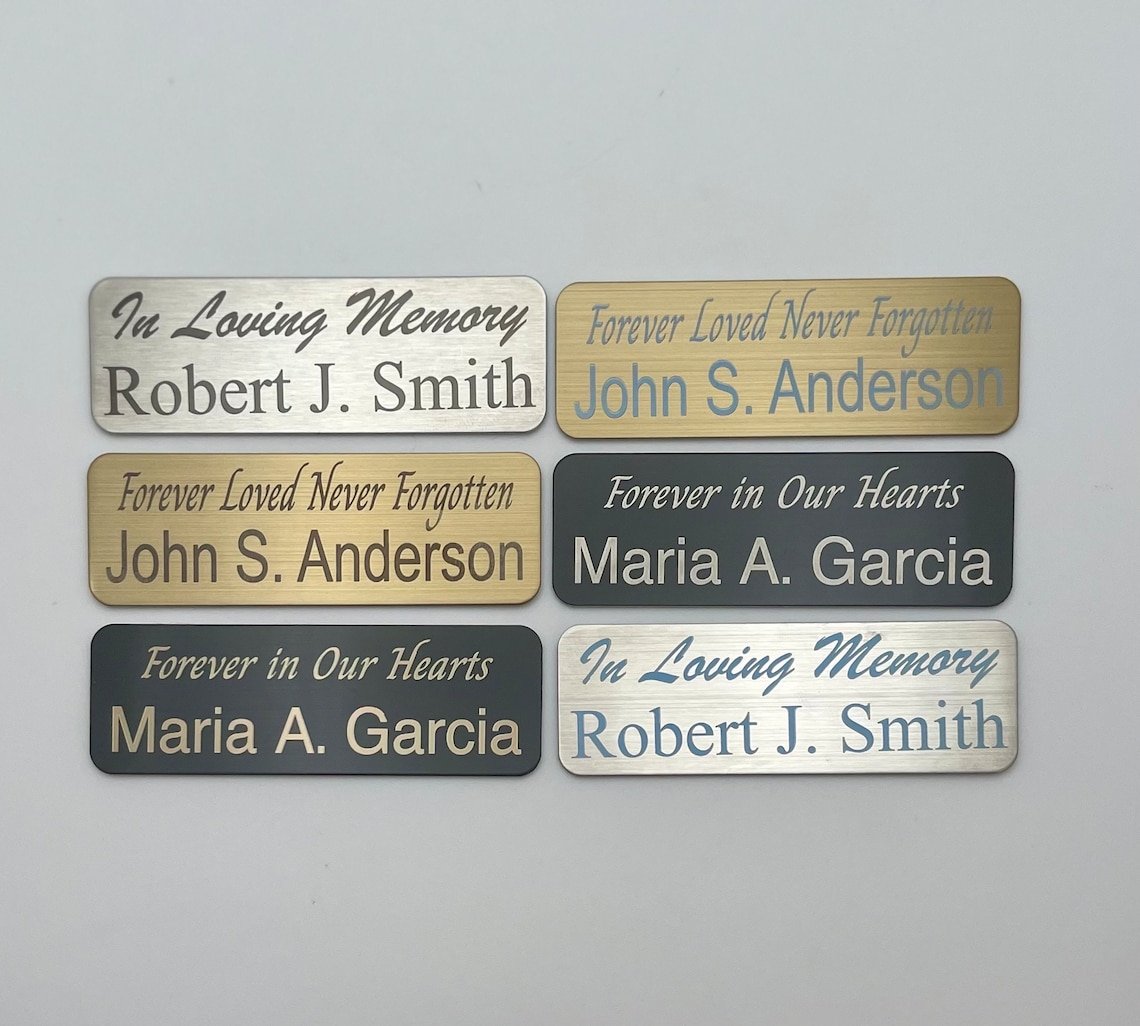 In Loving Memory
Robert J. Smith
Forever Loved Never Forgotten
John S. Anderson
Forever Loved Never Forgotten
John S. Anderson
Forever in Our Hearts
Maria A. Garcia
Forever in Our Hearts
Maria A. Garcia
In Loving Memory
Robert J. Smith